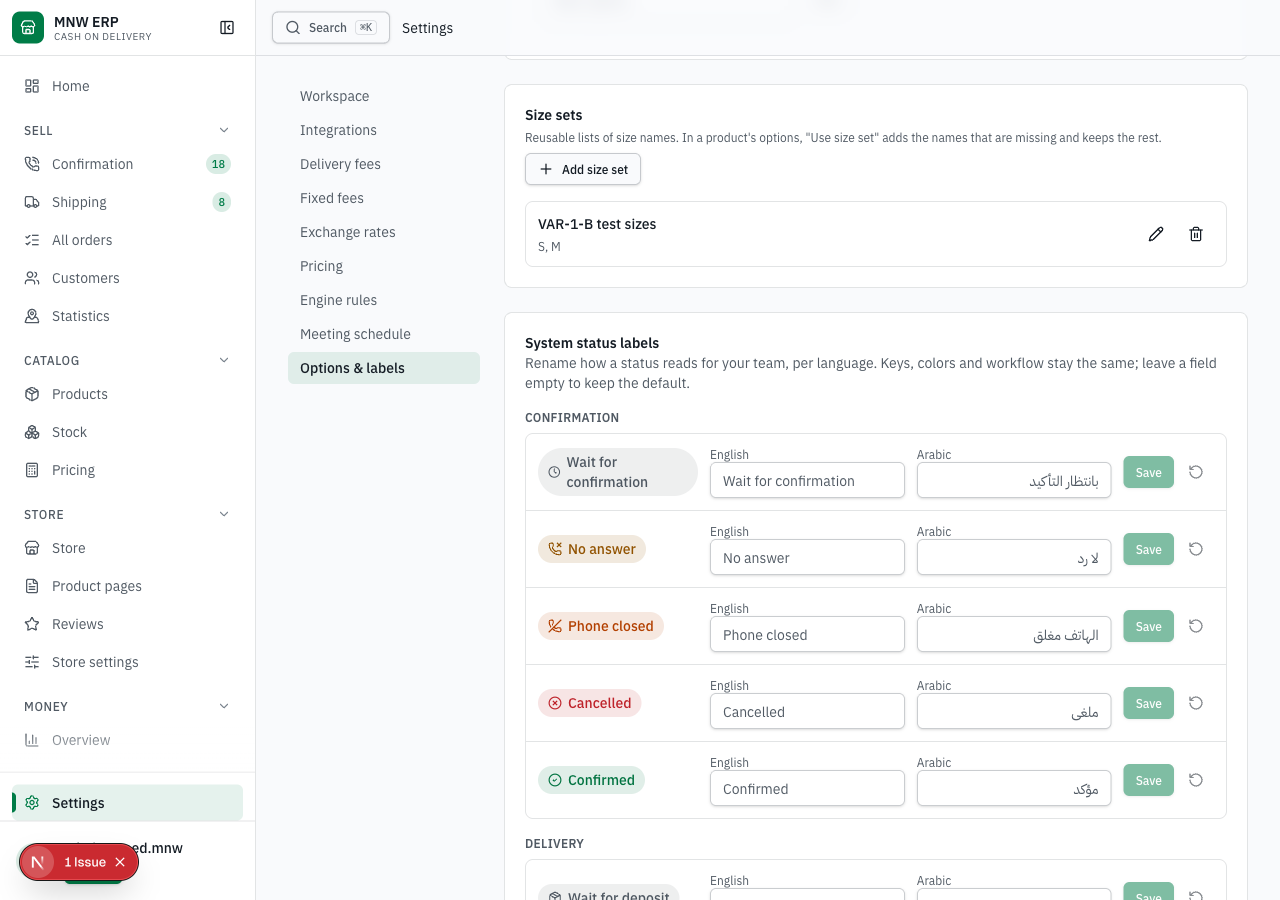 MNW ERP
CASH ON DELIVERY
Search ⌘K
Settings
Home
SELL
Confirmation 18
Shipping 8
All orders
Customers
Statistics
CATALOG
Products
Stock
Pricing
STORE
Store
Product pages
Reviews
Store settings
MONEY
Overview
Settings
ed.mnw
N 1 Issue
Workspace
Integrations
Delivery fees
Fixed fees
Exchange rates
Pricing
Engine rules
Meeting schedule
Options & labels
Size sets
Reusable lists of size names. In a product's options, "Use size set" adds the names that are missing and keeps the rest.
Add size set
VAR-1-B test sizes
S, M
System status labels
Rename how a status reads for your team, per language. Keys, colors and workflow stay the same; leave a field
empty to keep the default.
CONFIRMATION
Wait for
confirmation
English
Wait for confirmation
Arabic
بانتظار التأكيد
Save
No answer
English
No answer
Arabic
لا رد
Save
Phone closed
English
Phone closed
Arabic
الهاتف مغلق
Save
Cancelled
English
Cancelled
Arabic
ملغى
Save
Confirmed
English
Confirmed
Arabic
مؤكد
Save
DELIVERY
Wait for deposit
English
Arabic
Save